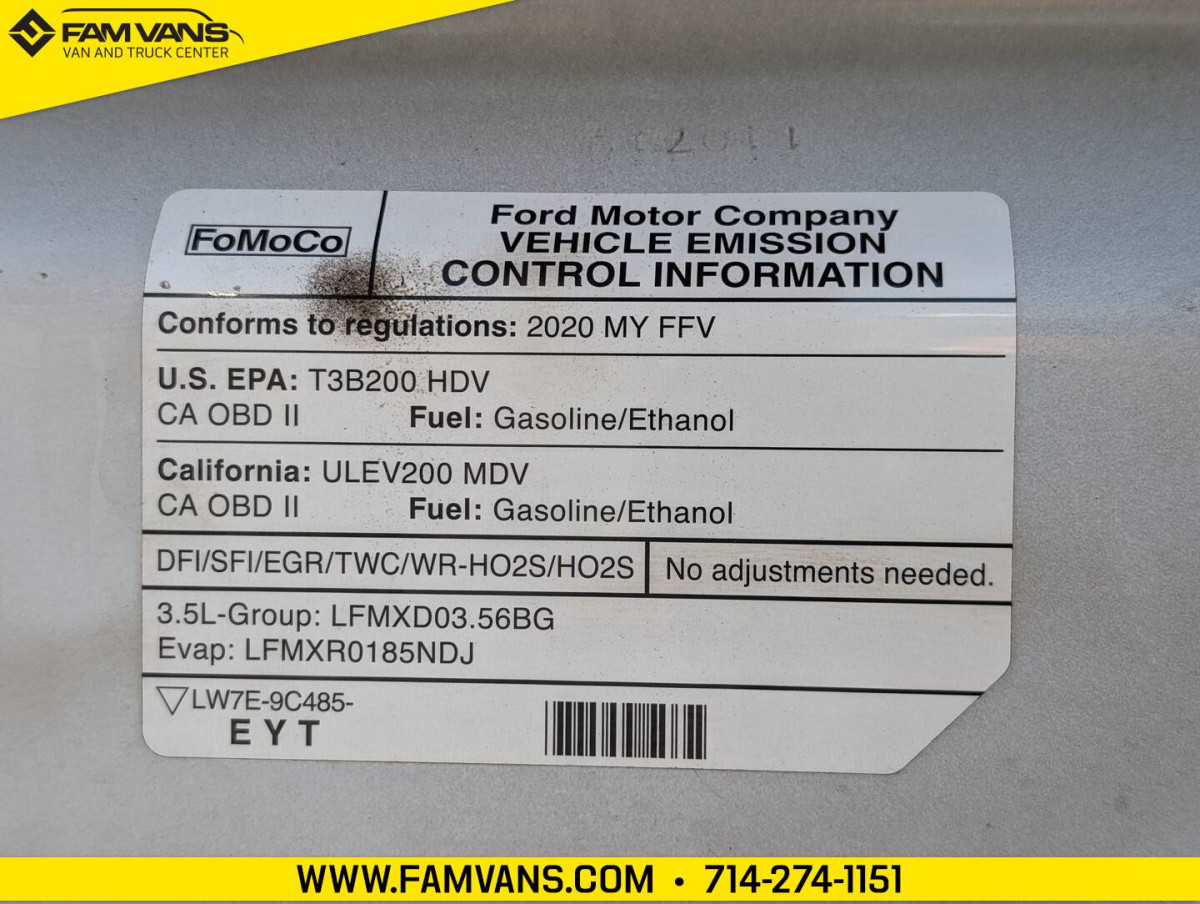 FAM VANS
VAN AND TRUCK CENTER
FoMoCo
Ford Motor Company
VEHICLE EMISSION
CONTROL INFORMATION
Conforms to regulations: 2020 MY FFV
U.S. EPA: T3B200 HDV
CA OBD II Fuel: Gasoline/Ethanol
California: ULEV200 MDV
CA OBD II Fuel: Gasoline/Ethanol
DFI/SFI/EGR/TWC/WR-HO2S/HO2S
No adjustments needed.
3.5L-Group: LFMXD03.56BG
Evap: LFMXR0185NDJ
LW7E-9C485-
E Y T
WWW.FAMVANS.COM • 714-274-1151